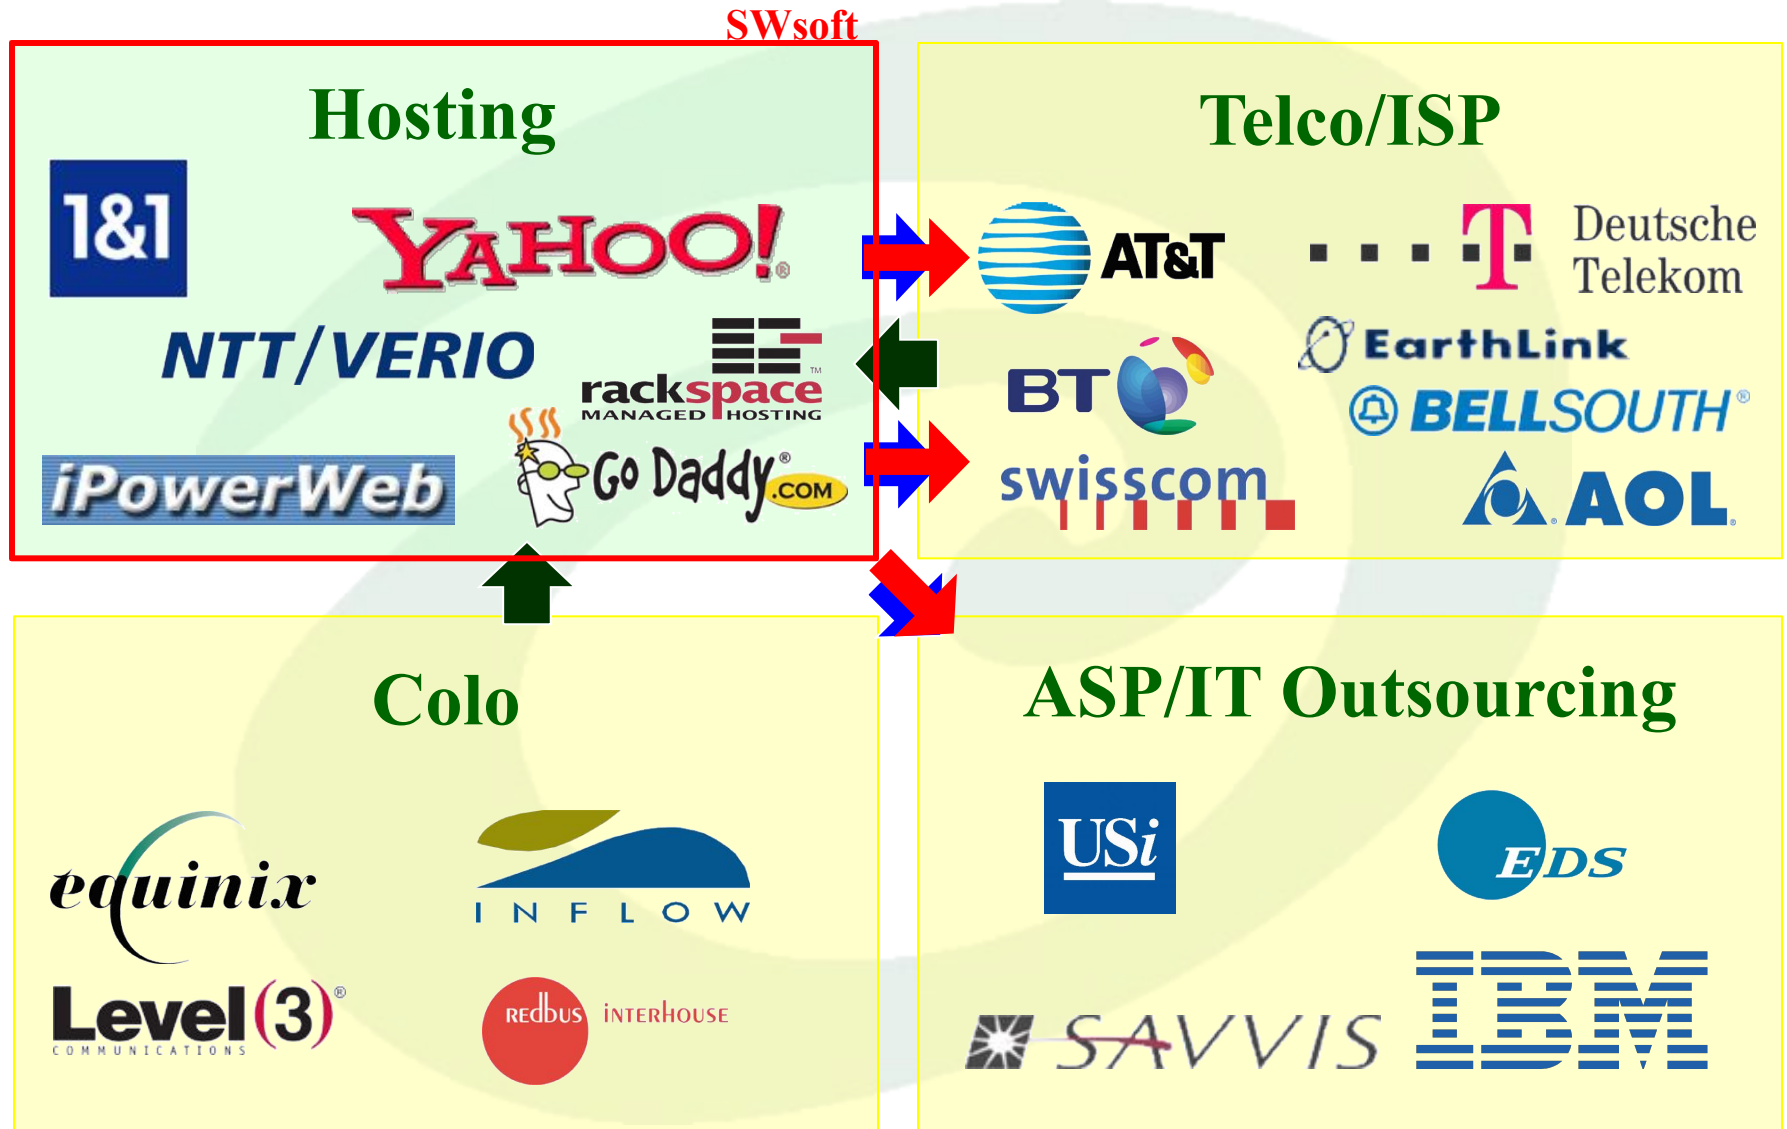 SWsoft
Hosting
1&1
YAHOO!®
NTT/VERIO
rackspace™
MANAGED HOSTING
iPowerWeb
Go Daddy®.COM
Telco/ISP
AT&T
Deutsche
Telekom
EarthLink
BT
BELLSOUTH®
swisscom
AOL®
Colo
equinix
INFLOW
Level(3)®
COMMUNICATIONS
REdbUS iNTERHOUSE
ASP/IT Outsourcing
USi
EDS
SAVVIS
IBM